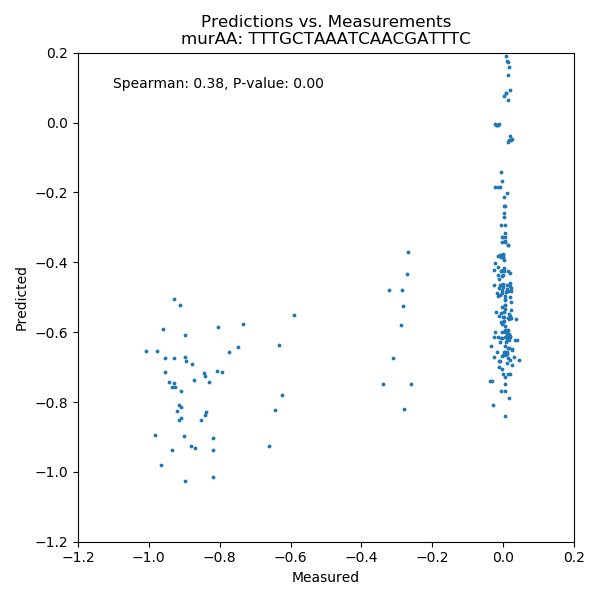 Predictions vs. Measurements
murAA: TTTGCTAAATCAACGATTTC
Spearman: 0.38, P-value: 0.00
0.2
0.0
−0.2
−0.4
−0.6
−0.8
−1.0
−1.2
Predicted
−1.2 −1.0 −0.8 −0.6 −0.4 −0.2 0.0 0.2
Measured